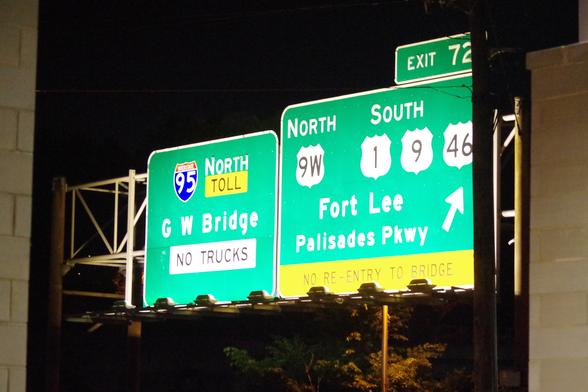 EXIT 72
NORTH
TOLL
95
G W Bridge
NO TRUCKS
NORTH SOUTH
9W 1 9 46
Fort Lee
Palisades Pkwy
NO RE-ENTRY TO BRIDGE